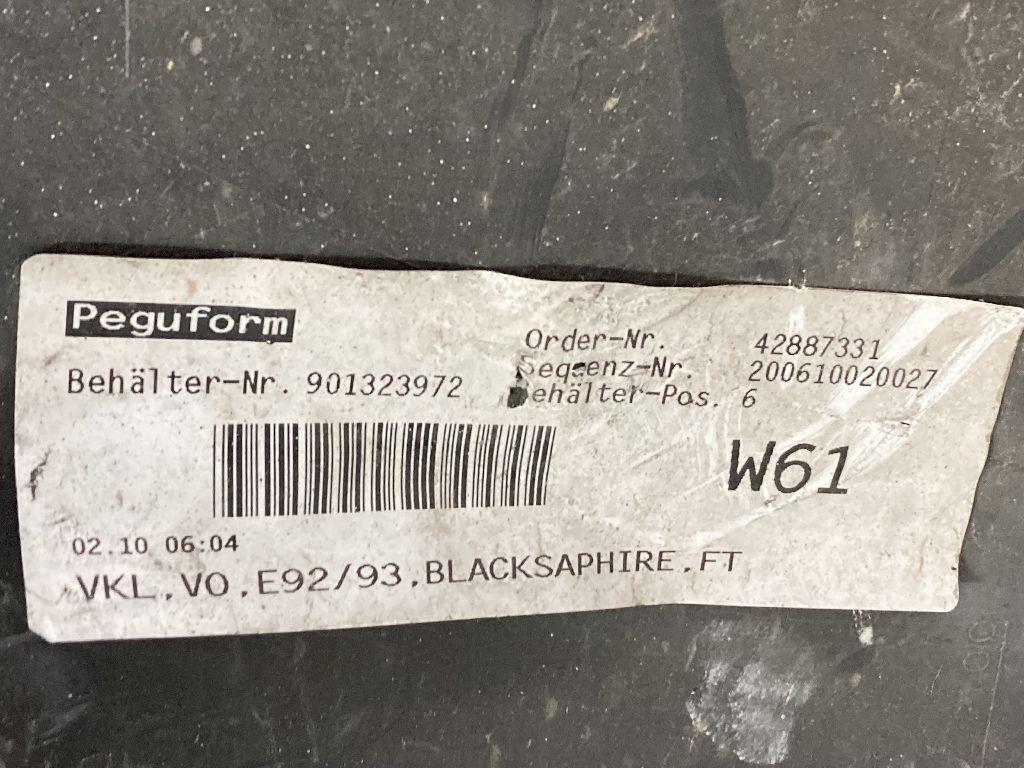 Peguform
Behälter-Nr. 901323972
Order-Nr. 42887331
Seqenz-Nr. 200610020027
Behälter-Pos. 6
W61
02.10 06:04
VKL,VO,E92/93,BLACKSAPHIRE,FT